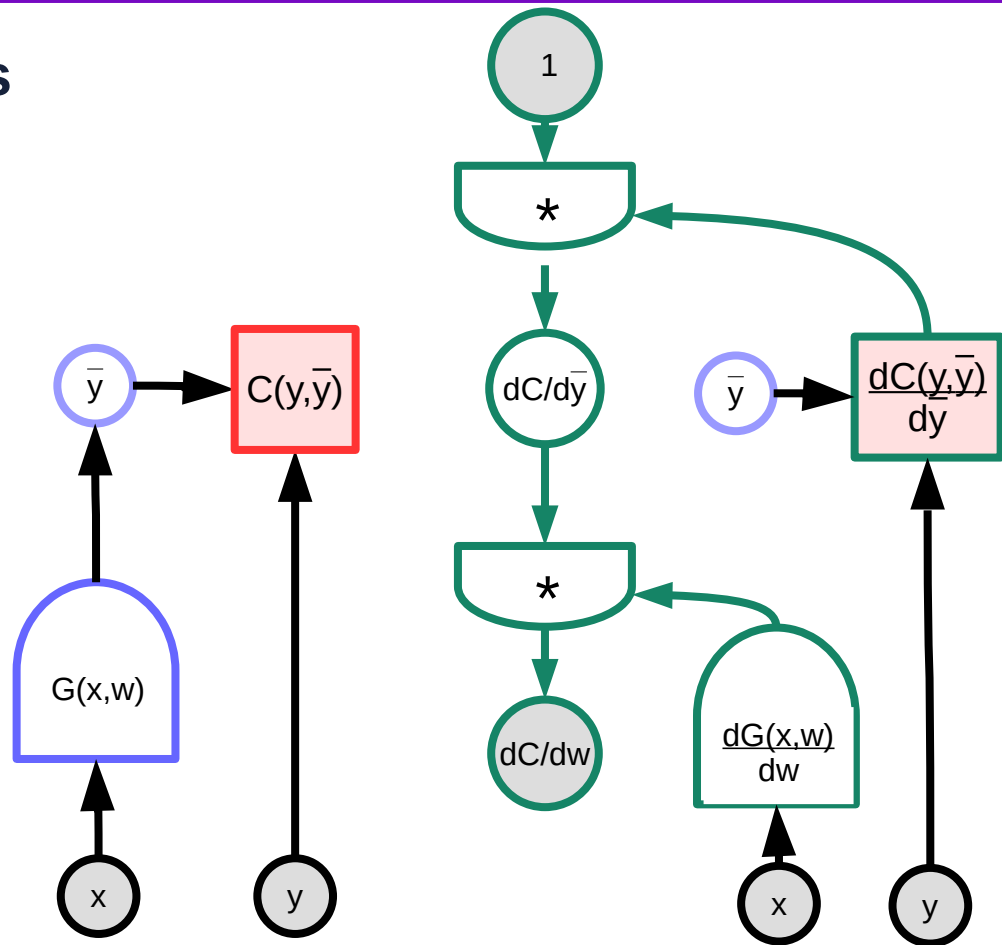 s
1
*
ȳ
C(y,ȳ)
dC/dȳ
ȳ
dC(y,ȳ)
dȳ
*
G(x,w)
dC/dw
dG(x,w)
dw
x
y
x
y